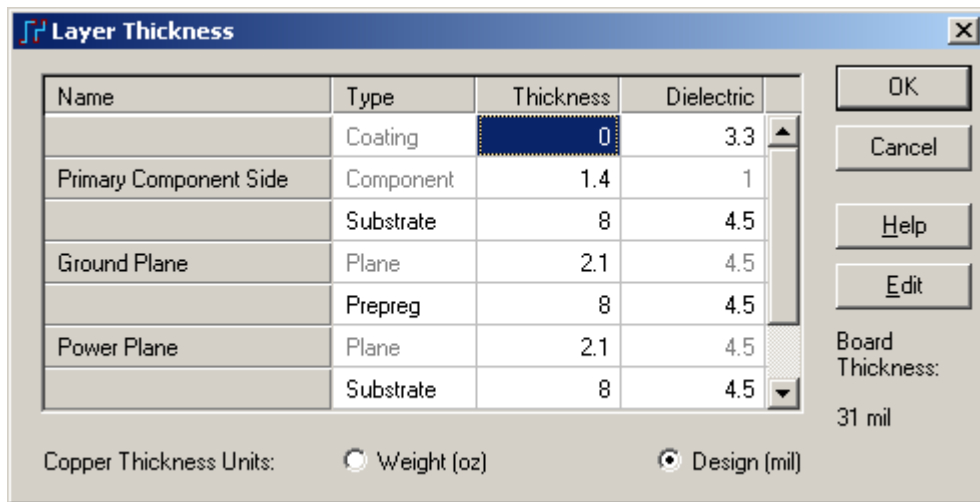 Layer Thickness
Name Type Thickness Dielectric
Coating 0 3.3
Primary Component Side Component 1.4 1
Substrate 8 4.5
Ground Plane Plane 2.1 4.5
Prepreg 8 4.5
Power Plane Plane 2.1 4.5
Substrate 8 4.5
OK
Cancel
Help
Edit
Board
Thickness:
31 mil
Copper Thickness Units: Weight (oz) Design (mil)